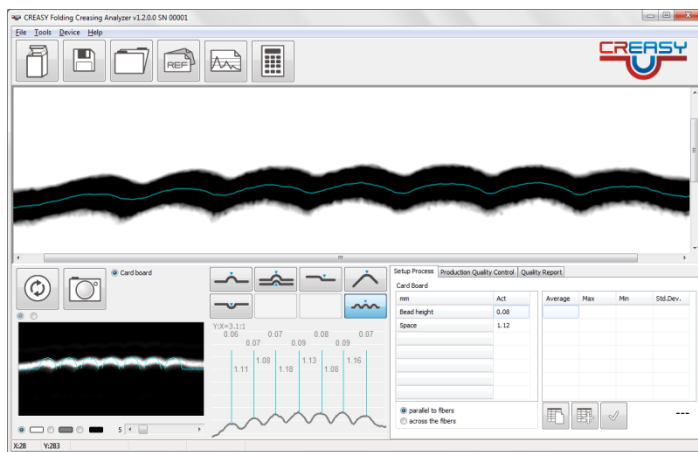 CREASY Folding Creasing Analyzer v1.2.0.0 SN 00001
File Tools Device Help
REF
CREASY
Card board
Setup Process Production Quality Control Quality Report
Card Board
mm Act
Bead height 0.08
Space 1.12
Average Max Min Std.Dev.
Y:X=3.1:1
0.06 0.07 0.08 0.07
0.07 0.09 0.09
1.08 1.13 1.16
1.11 1.18 1.08
parallel to fibers
across the fibers
---
5
X:28 Y:283